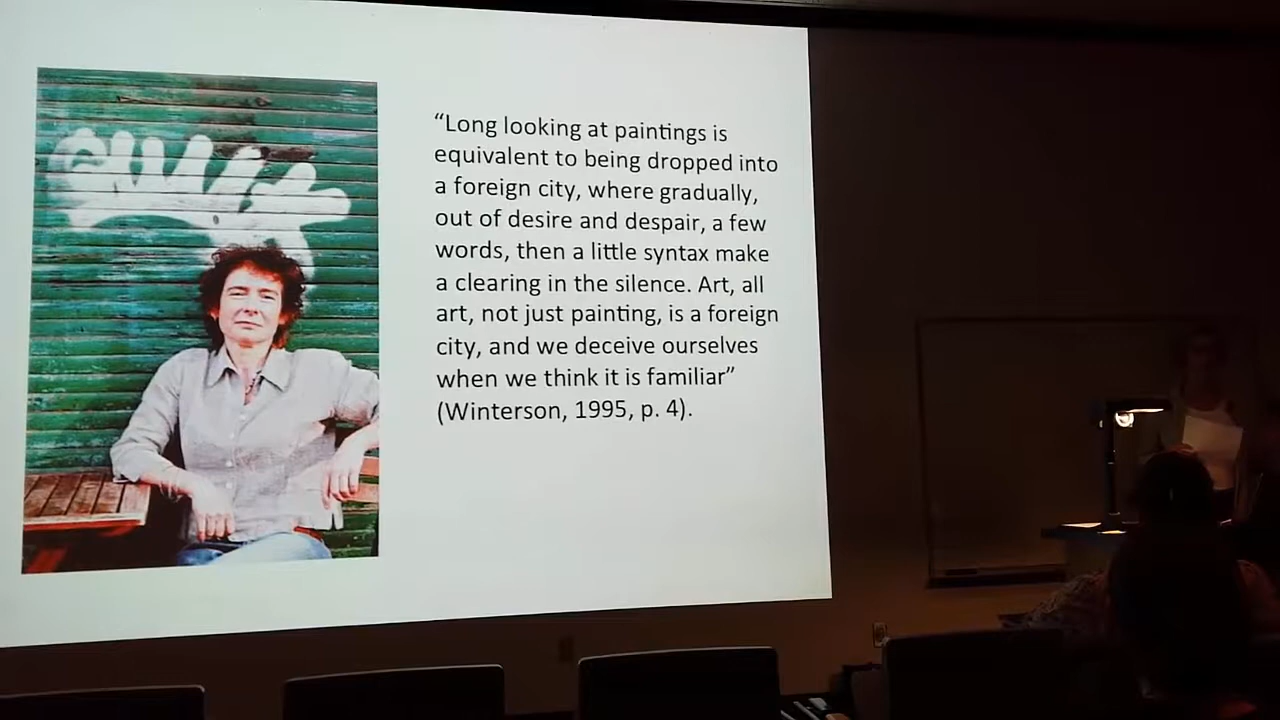 “Long looking at paintings is
equivalent to being dropped into
a foreign city, where gradually,
out of desire and despair, a few
words, then a little syntax make
a clearing in the silence. Art, all
art, not just painting, is a foreign
city, and we deceive ourselves
when we think it is familiar”
(Winterson, 1995, p. 4).